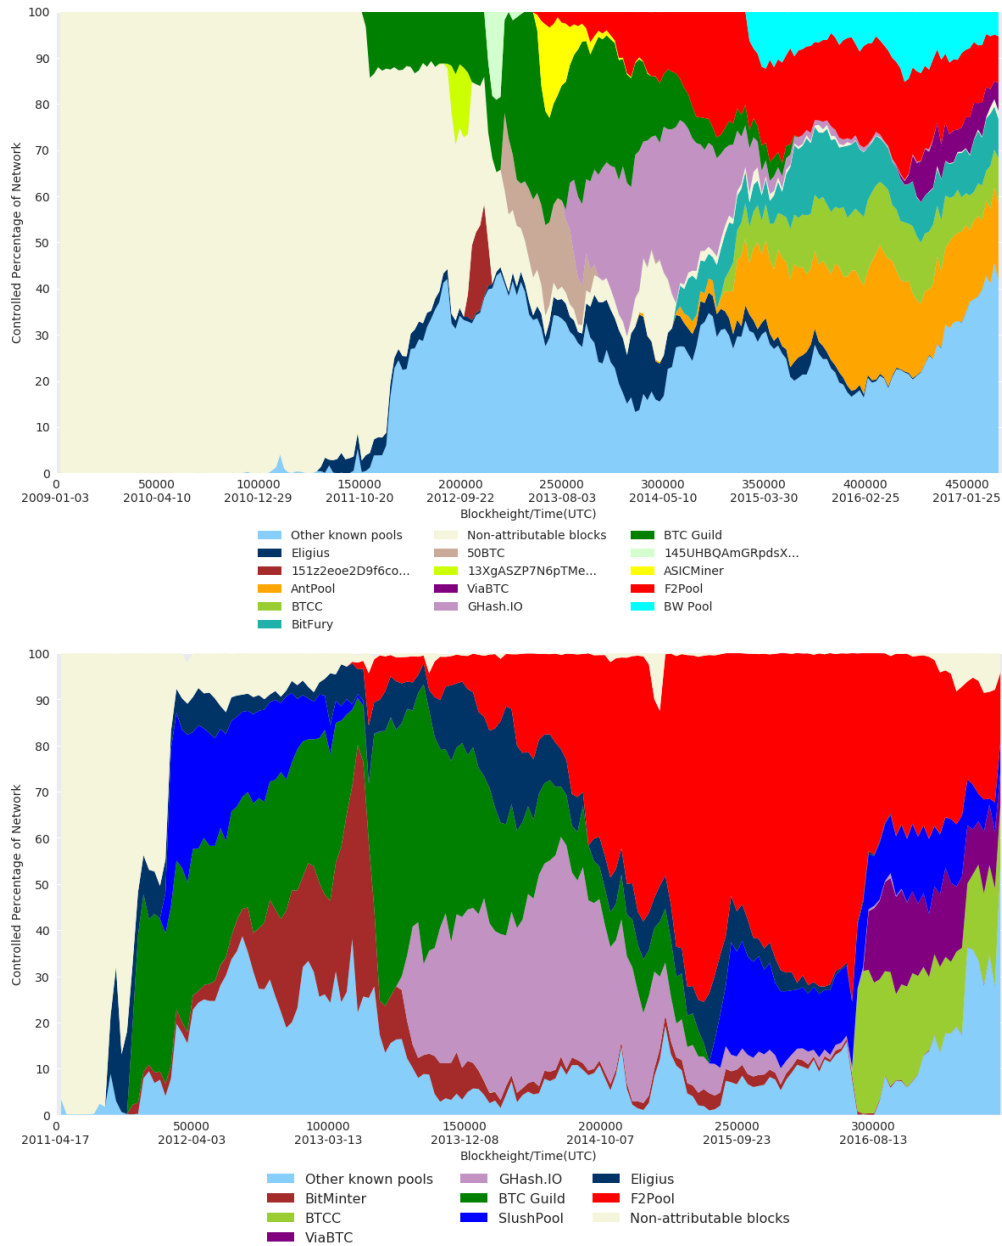 100
90
80
70
60
50
40
30
20
10
0
Controlled Percentage of Network
0 50000 100000 150000 200000 250000 300000 350000 400000 450000
2009-01-03 2010-04-10 2010-12-29 2011-10-20 2012-09-22 2013-08-03 2014-05-10 2015-03-30 2016-02-25 2017-01-25
Blockheight/Time(UTC)
Other known pools Non-attributable blocks BTC Guild
Eligius 50BTC 145UHBQAmGRpdsX...
151z2eoe2D9f6co... 13XgASZP7N6pTMe... ASICMiner
AntPool ViaBTC F2Pool
BTCC GHash.IO BW Pool
BitFury
100
90
80
70
60
50
40
30
20
10
0
Controlled Percentage of Network
0 50000 100000 150000 200000 250000 300000
2011-04-17 2012-04-03 2013-03-13 2013-12-08 2014-10-07 2015-09-23 2016-08-13
Blockheight/Time(UTC)
Other known pools GHash.IO Eligius
BitMinter BTC Guild F2Pool
BTCC SlushPool Non-attributable blocks
ViaBTC